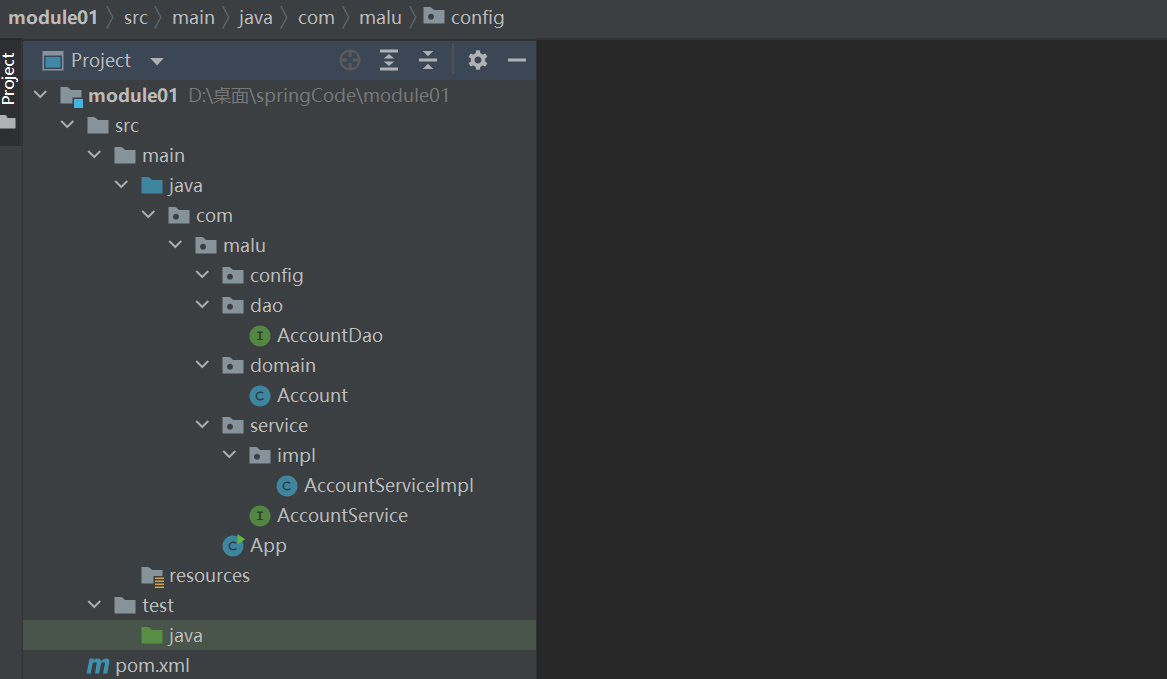 module01 src main java com malu config
Project
Project
module01 D:\桌面\springCode\module01
src
main
java
com
malu
config
dao
I AccountDao
domain
C Account
service
impl
C AccountServiceImpl
I AccountService
C App
resources
test
java
m pom.xml